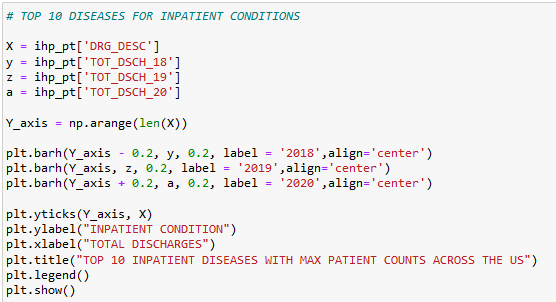 # TOP 10 DISEASES FOR INPATIENT CONDITIONS
X = ihp_pt['DRG_DESC']
y = ihp_pt['TOT_DSCH_18']
z = ihp_pt['TOT_DSCH_19']
a = ihp_pt['TOT_DSCH_20']
Y_axis = np.arange(len(X))
plt.barh(Y_axis - 0.2, y, 0.2, label = '2018',align='center')
plt.barh(Y_axis, z, 0.2, label = '2019',align='center')
plt.barh(Y_axis + 0.2, a, 0.2, label = '2020',align='center')
plt.yticks(Y_axis, X)
plt.ylabel("INPATIENT CONDITION")
plt.xlabel("TOTAL DISCHARGES")
plt.title("TOP 10 INPATIENT DISEASES WITH MAX PATIENT COUNTS ACROSS THE US")
plt.legend()
plt.show()